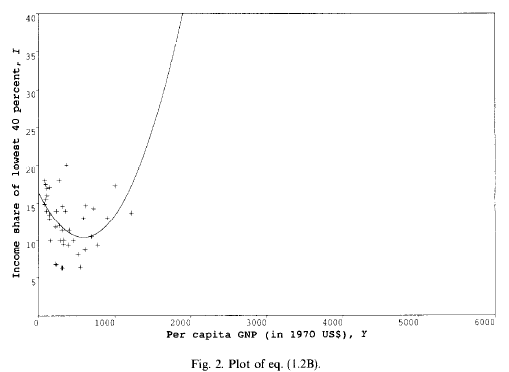 40
35
30
25
20
15
10
5
Income share of lowest 40 percent, I
0 1000 2000 3000 4000 5000 6000
Per capita GNP (in 1970 US$), Y
Fig. 2. Plot of eq. (1.2B).